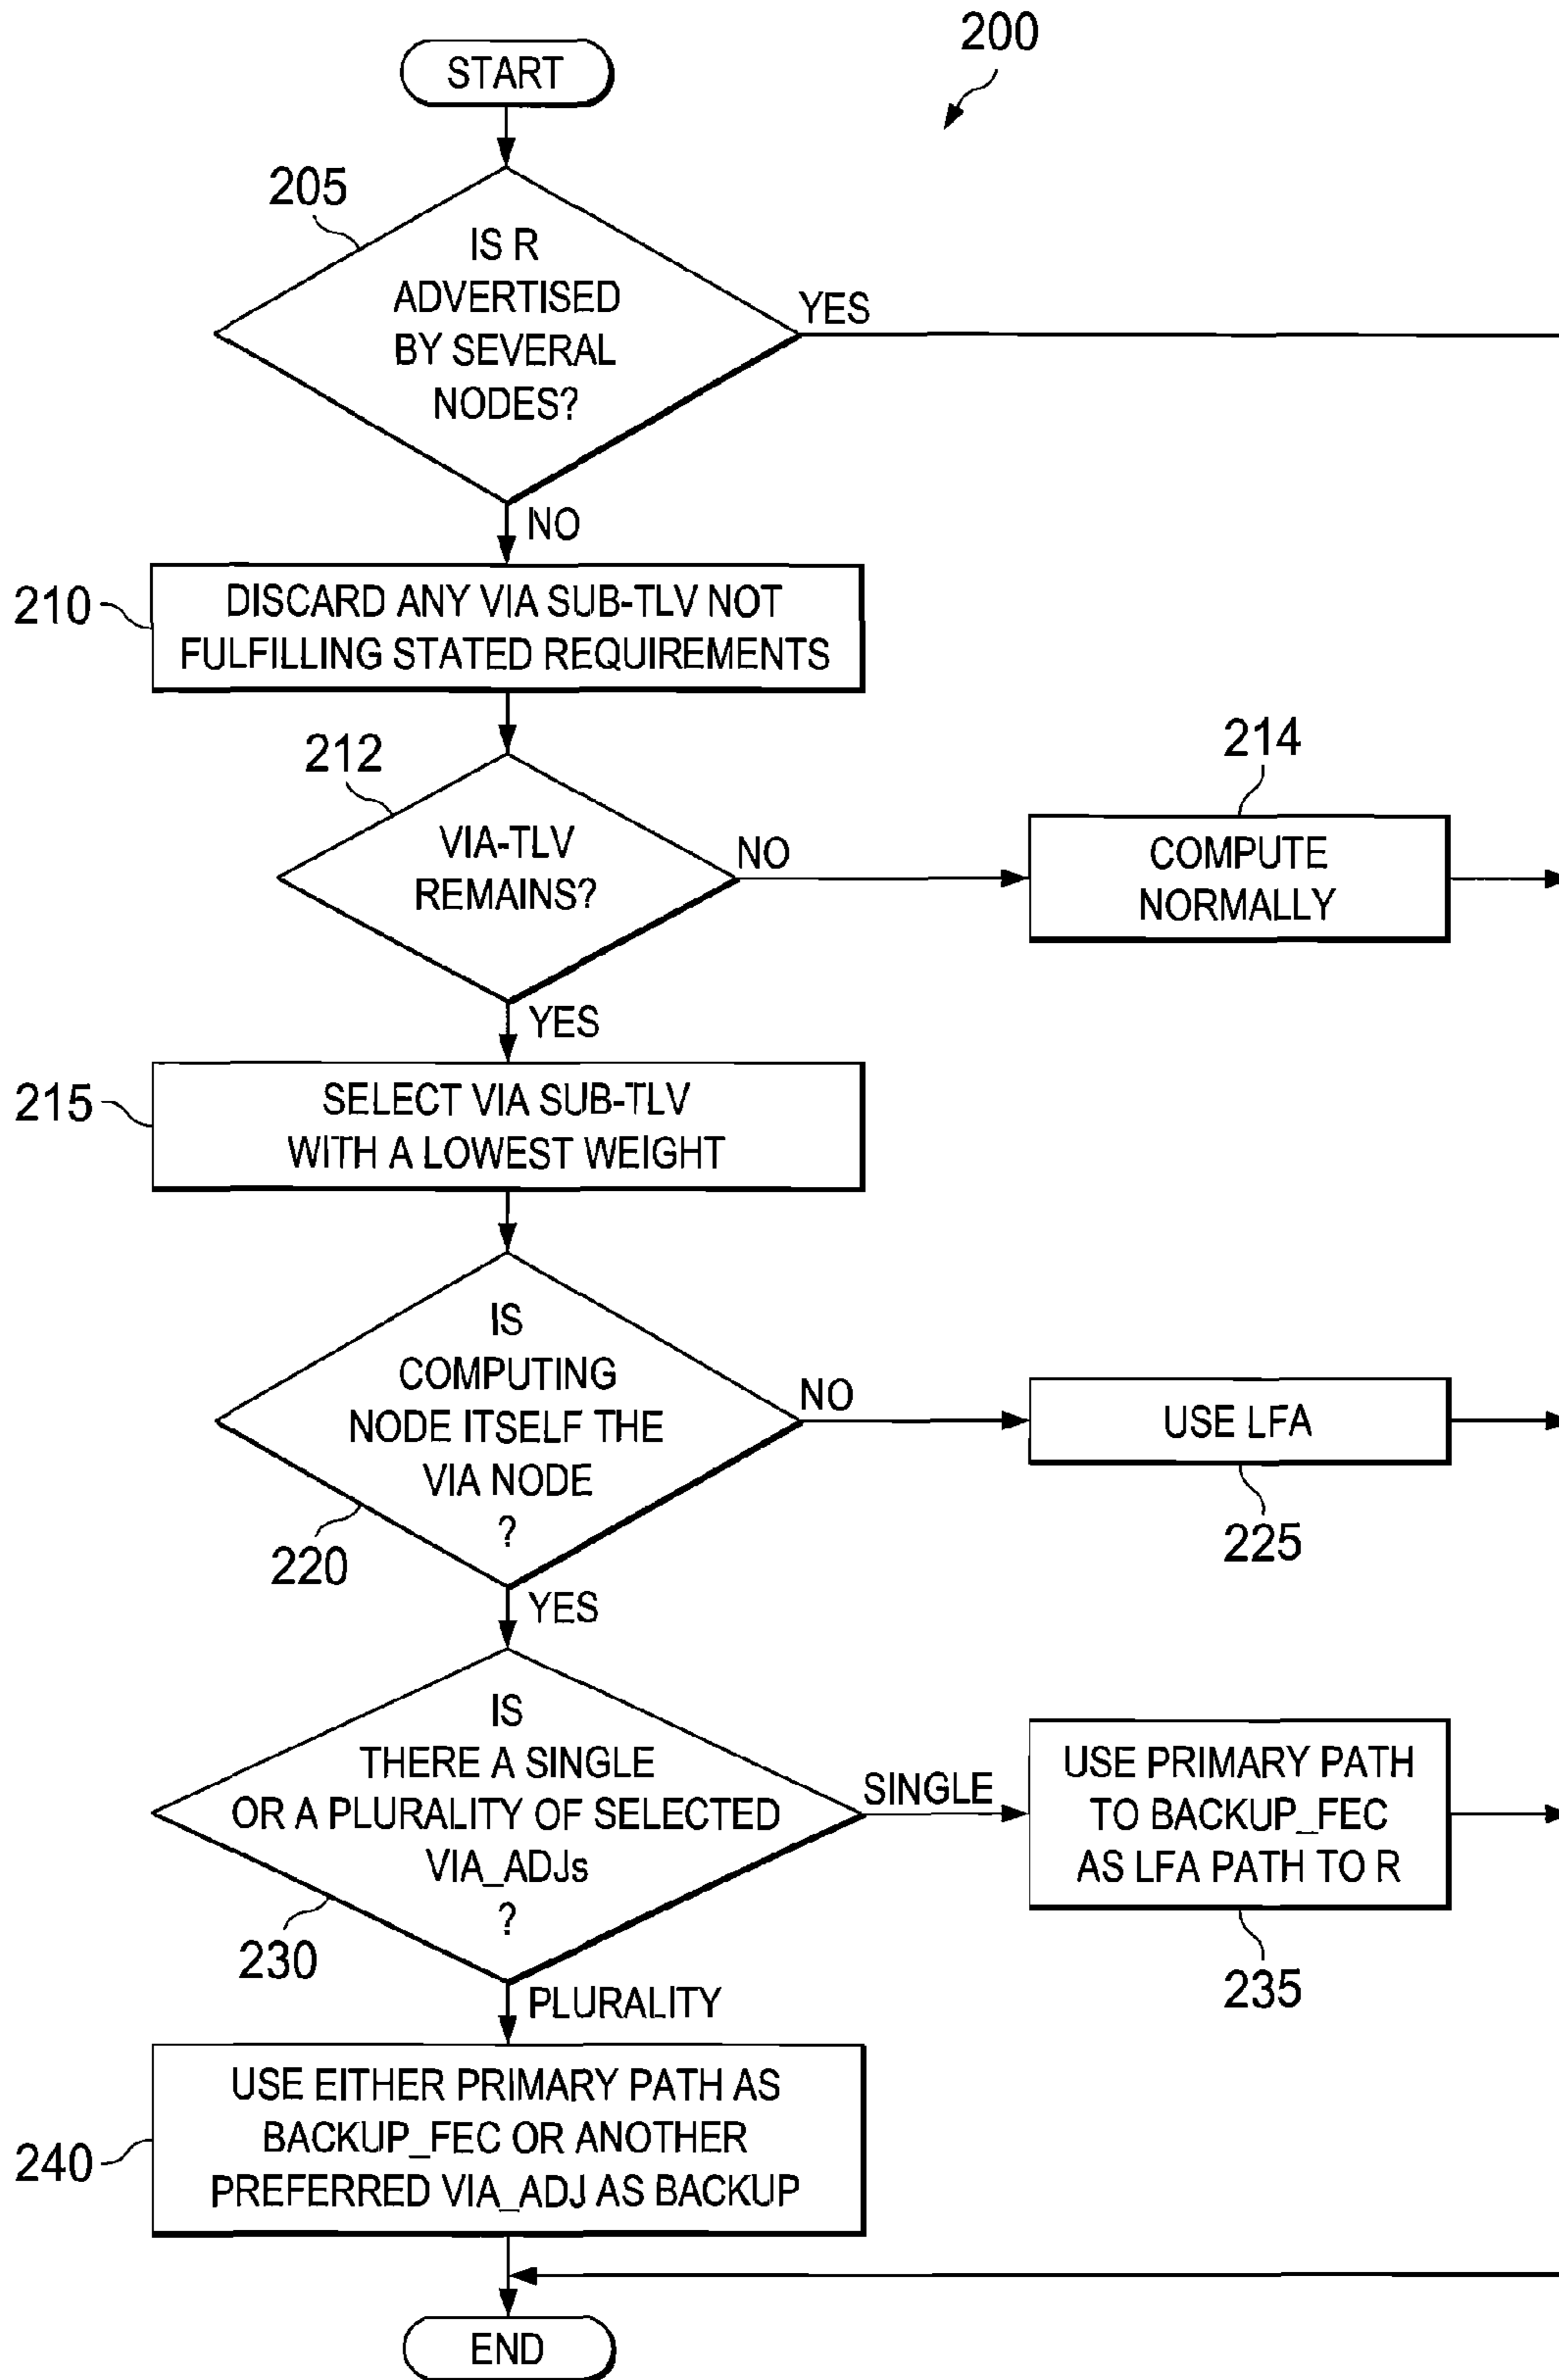 200
START
205
IS R
ADVERTISED
BY SEVERAL
NODES?
YES
NO
210
DISCARD ANY VIA SUB-TLV NOT
FULFILLING STATED REQUIREMENTS
212
VIA-TLV
REMAINS?
NO
214
COMPUTE
NORMALLY
YES
215
SELECT VIA SUB-TLV
WITH A LOWEST WEIGHT
IS
COMPUTING
NODE ITSELF THE
VIA NODE
?
220
NO
USE LFA
225
YES
IS
THERE A SINGLE
OR A PLURALITY OF SELECTED
VIA_ADJs
?
230
SINGLE
USE PRIMARY PATH
TO BACKUP_FEC
AS LFA PATH TO R
235
PLURALITY
240
USE EITHER PRIMARY PATH AS
BACKUP_FEC OR ANOTHER
PREFERRED VIA_ADJ AS BACKUP
END